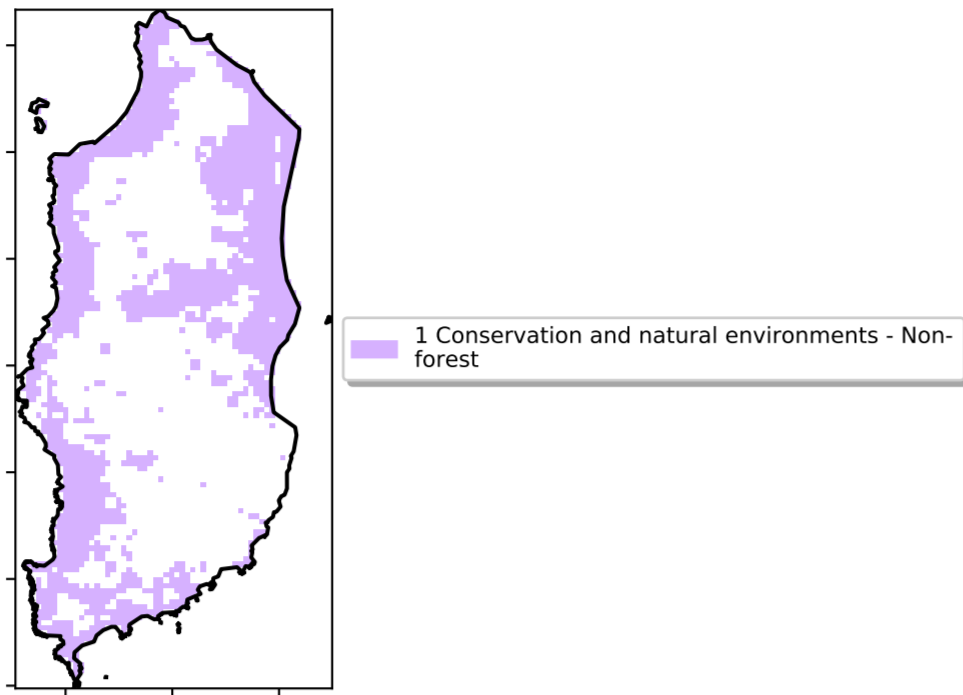 1 Conservation and natural environments - Non-
forest